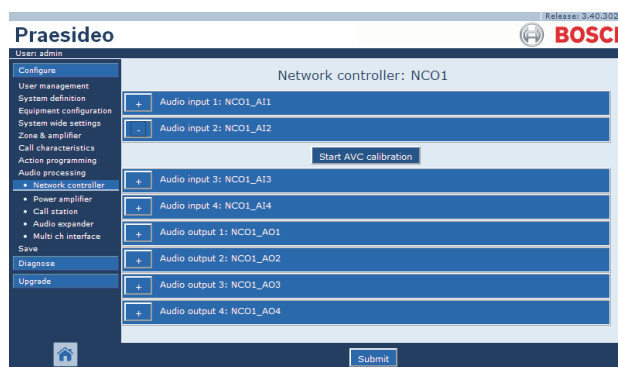 Release: 3.40.302
Praesideo
BOSCH
User: admin
Configure
User management
System definition
Equipment configuration
System wide settings
Zone & amplifier
Call characteristics
Action programming
Audio processing
• Network controller
• Power amplifier
• Call station
• Audio expander
• Multi ch interface
Save
Diagnose
Upgrade
Network controller: NCO1
+ Audio input 1: NCO1_AI1
- Audio input 2: NCO1_AI2
Start AVC calibration
+ Audio input 3: NCO1_AI3
+ Audio input 4: NCO1_AI4
+ Audio output 1: NCO1_AO1
+ Audio output 2: NCO1_AO2
+ Audio output 3: NCO1_AO3
+ Audio output 4: NCO1_AO4
Submit